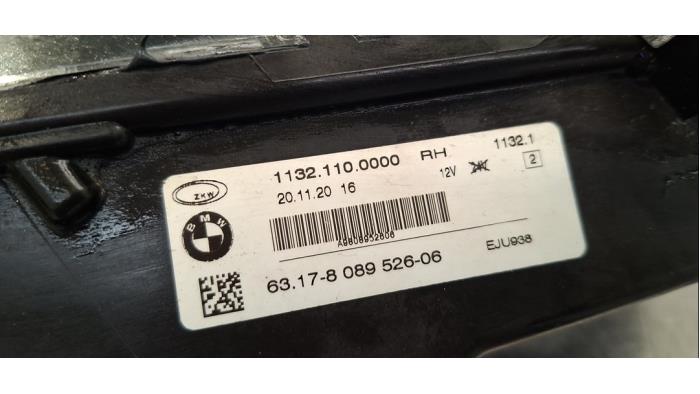 1132.110.0000 RH 1132.1
20.11.20 16 12V 2
ZKW
BMW
A9808952606
63.17-8 089 526-06 EJU938